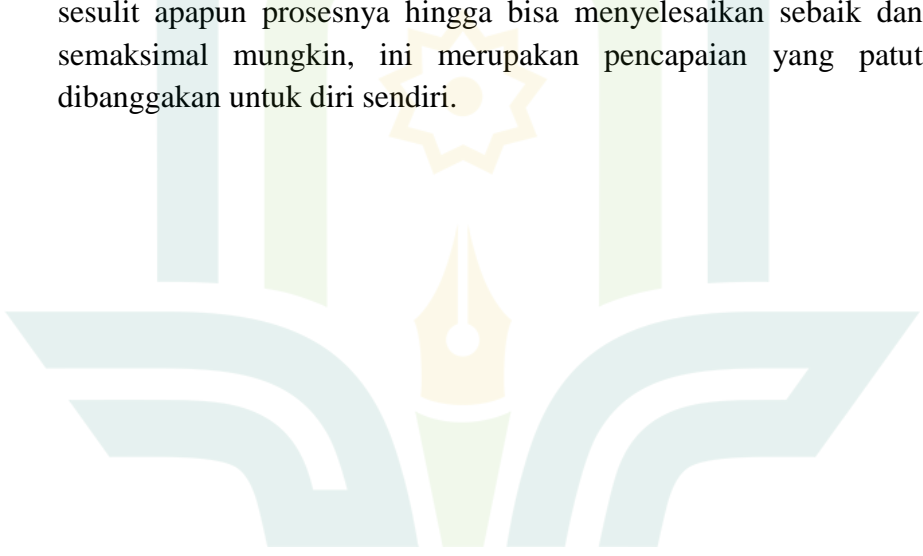 sesulit apapun prosesnya hingga bisa menyelesaikan sebaik dan
semaksimal mungkin, ini merupakan pencapaian yang patut
dibanggakan untuk diri sendiri.